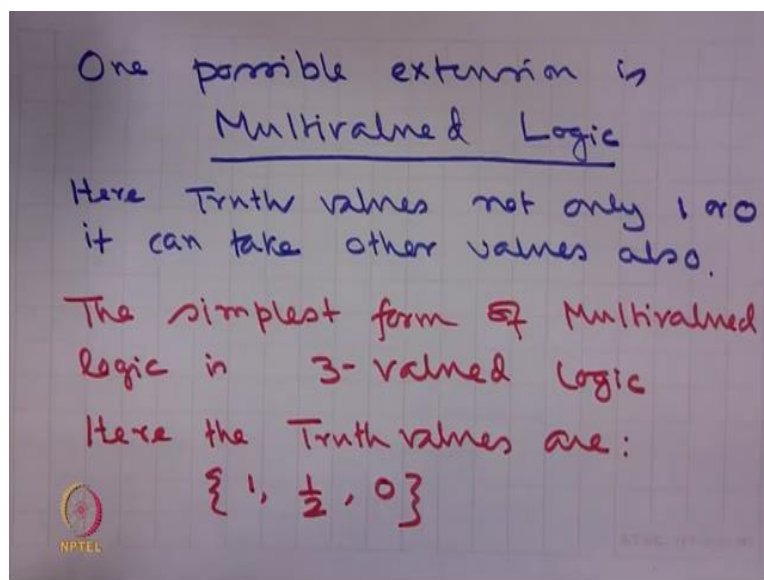 One possible extension is
Multivalued Logic
Here Truth values not only 1 or 0
it can take other values also.
The simplest form of Multivalued
logic is 3-valued Logic
Here the Truth values are:
{ 1, 1/2, 0 }
NPTEL